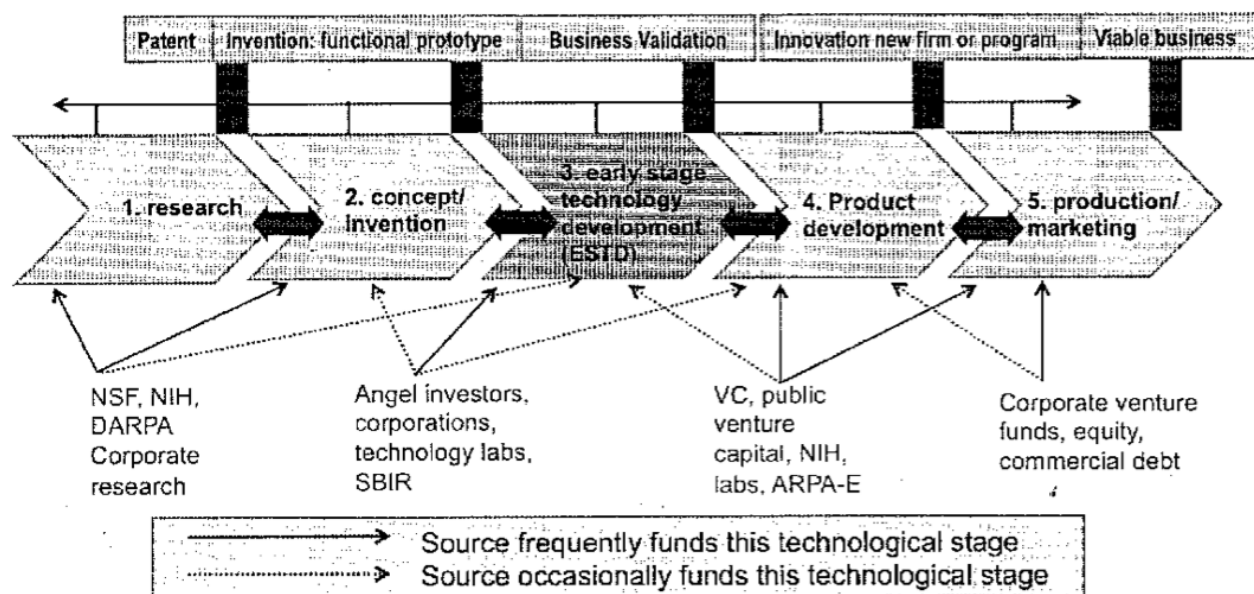 Patent
Invention: functional prototype
Business Validation
Innovation new firm or program
Viable business
1. research
2. concept/
invention
3. early stage
technology
development
(ESTD)
4. Product
development
5. production/
marketing
NSF, NIH,
DARPA
Corporate
research
Angel investors,
corporations,
technology labs,
SBIR
VC, public
venture
capital, NIH,
labs, ARPA-E
Corporate venture
funds, equity,
commercial debt
Source frequently funds this technological stage
Source occasionally funds this technological stage